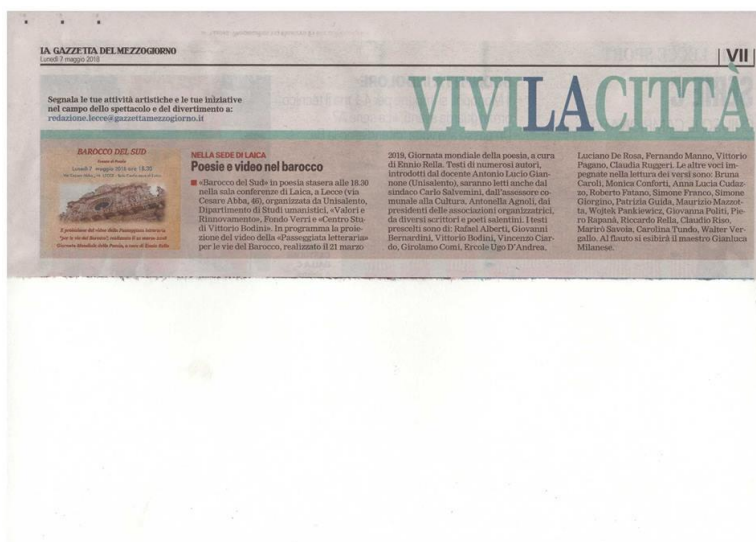 LA GAZZETTA DEL MEZZOGIORNO
Lunedì 7 maggio 2018
VII
VIVILACITTÀ
Segnala le tue attività artistiche e le tue iniziative
nel campo dello spettacolo e del divertimento a:
redazione.lecce@gazzettamezzogiorno.it
BAROCCO DEL SUD
Lunedì 7 maggio 2018 ore 18.30
NELLA SEDE DI LAICA
Poesie e video nel barocco
■ «Barocco del Sud» in poesia stasera alle 18.30
nella sala conferenze di Laica, a Lecce (via
Cesare Abba, 46), organizzata da Unisalento,
Dipartimento di Studi umanistici, «Valori e
Rinnovamento», Fondo Verri e «Centro Stu-
di Vittorio Bodini». In programma la proie-
zione del video della «Passeggiata letteraria»
per le vie del Barocco, realizzato il 21 marzo
2019, Giornata mondiale della poesia, a cura
di Ennio Rella. Testi di numerosi autori,
introdotti dal docente Antonio Lucio Gian-
none (Unisalento), saranno letti anche dal
sindaco Carlo Salvemini, dall'assessore co-
munale alla Cultura, Antonella Agnoli, dai
presidenti delle associazioni organizzatrici,
da diversi scrittori e poeti salentini. I testi
prescelti sono di: Rafael Alberti, Giovanni
Bernardini, Vittorio Bodini, Vincenzo Ciar-
do, Girolamo Comi, Ercole Ugo D'Andrea,
Luciano De Rosa, Fernando Manno, Vittorio
Pagano, Claudia Ruggeri. Le altre voci im-
pegnate nella lettura dei versi sono: Bruna
Caroli, Monica Conforti, Anna Lucia Cudaz-
zo, Roberto Fatano, Simone Franco, Simone
Giorgino, Patrizia Guida, Maurizio Mazzot-
ta, Wojtek Pankiewicz, Giovanna Politi, Pie-
ro Rapanà, Riccardo Rella, Claudio Riso,
Marirò Savoia, Carolina Tundo, Walter Ver-
gallo. Al flauto si esibirà il maestro Gianluca
Milanese.